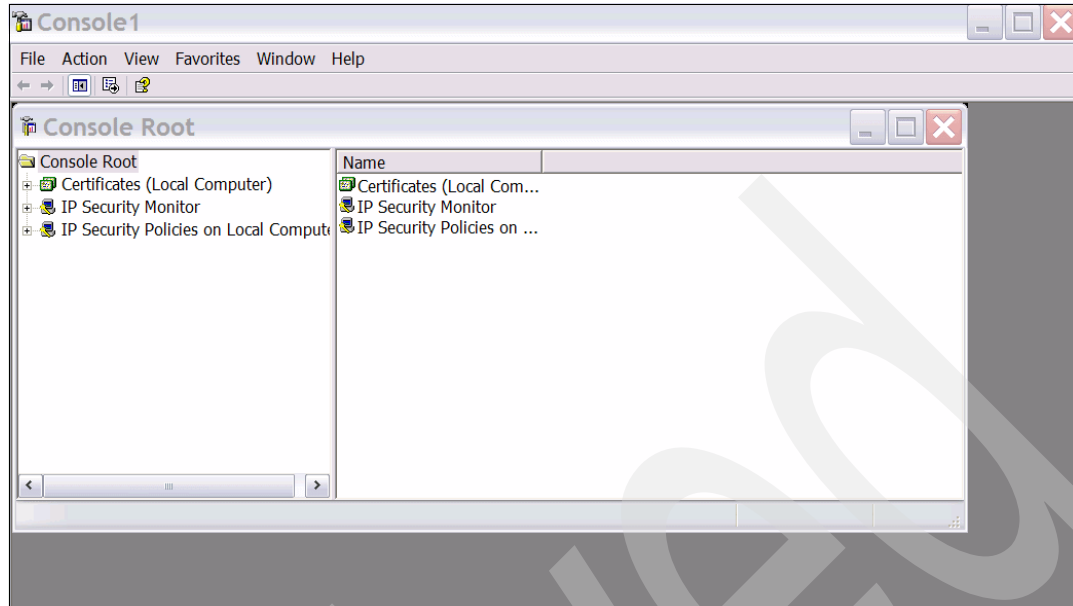 Console1
File Action View Favorites Window Help
Console Root
Console Root
Certificates (Local Computer)
IP Security Monitor
IP Security Policies on Local Compute
Name
Certificates (Local Com...
IP Security Monitor
IP Security Policies on ...